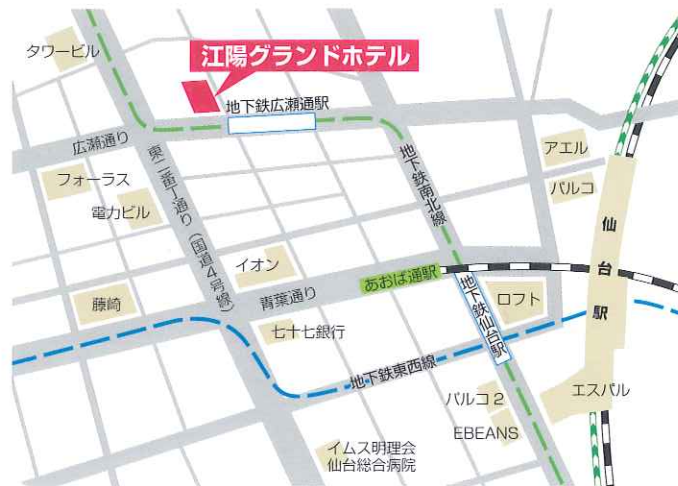 タワービル
江陽グランドホテル
地下鉄広瀬通駅
広瀬通り
東二番丁通り（国道4号線）
地下鉄南北線
アエル
パルコ
フォーラス
電力ビル
仙台駅
イオン
あおば通駅
藤崎
青葉通り
ロフト
地下鉄仙台駅
七十七銀行
地下鉄東西線
エスパル
パルコ2
EBEANS
イムス明理会
仙台総合病院